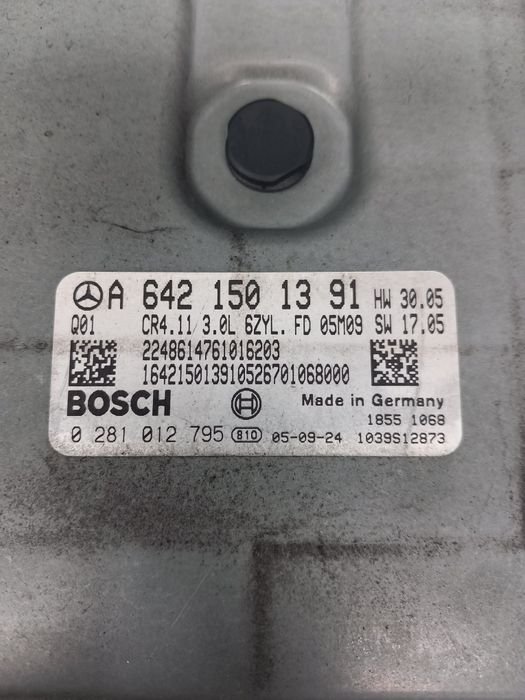 A 642 150 13 91 HW 30.05
Q01 CR4.11 3.0L 6ZYL. FD 05M09 SW 17.05
2248614761016203
164215013910526701068000
BOSCH Made in Germany
1855 1068
0 281 012 795 810 05-09-24 1039S12873